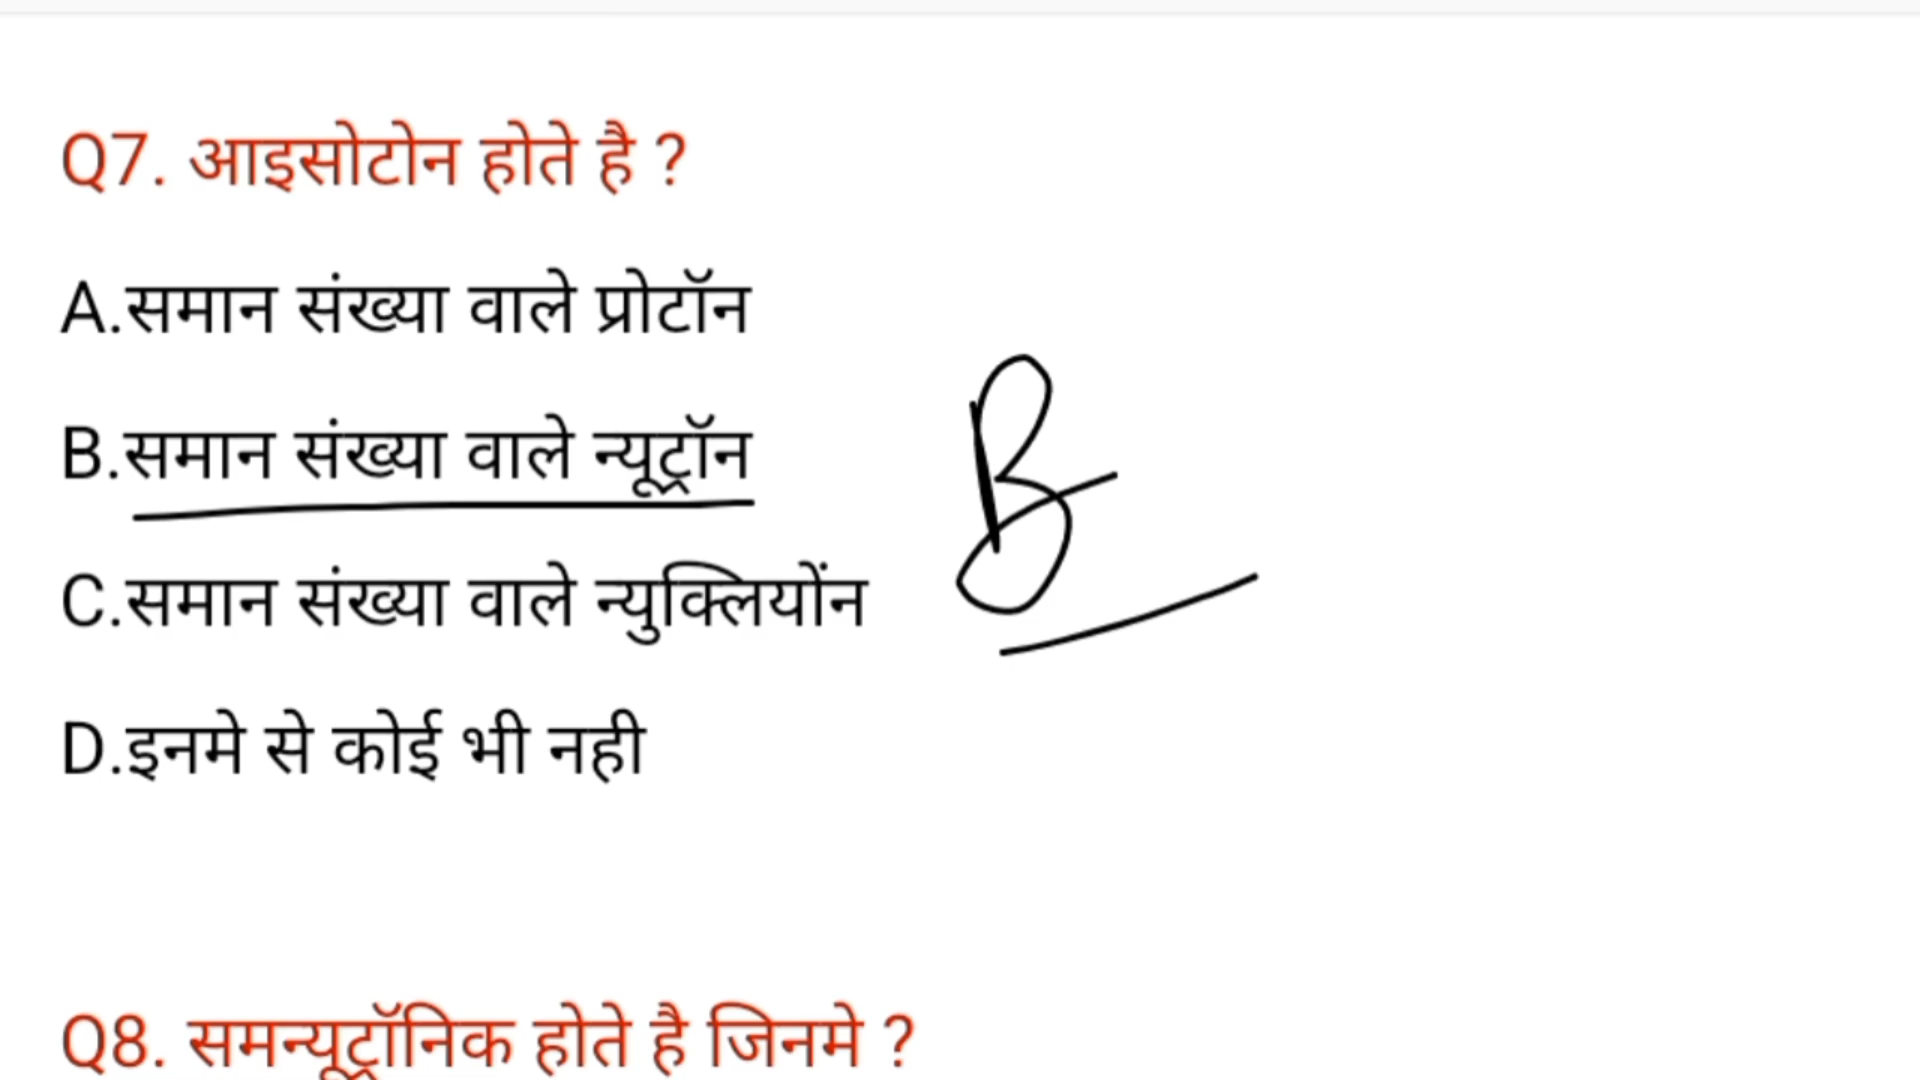 Q7. आइसोटोन होते है ?
A.समान संख्या वाले प्रोटॉन
B.समान संख्या वाले न्यूट्रॉन
B
C.समान संख्या वाले न्युक्लियोंन
D.इनमे से कोई भी नही
Q8. समन्यूट्रॉनिक होते है जिनमे ?